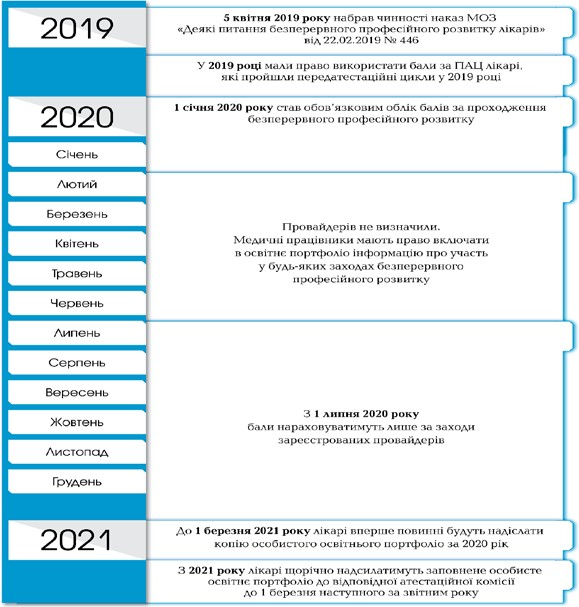 2019
5 квітня 2019 року набрав чинності наказ МОЗ
«Деякі питання безперервного професійного розвитку лікарів»
від 22.02.2019 № 446
У 2019 році мали право використати бали за ПАЦ лікарі,
які пройшли передатестаційні цикли у 2019 році
2020
1 січня 2020 року став обов’язковим облік балів за проходження
безперервного професійного розвитку
Січень
Лютий
Березень
Квітень
Травень
Червень
Провайдерів не визначили.
Медичні працівники мають право включати
в освітнє портфоліо інформацію про участь
у будь-яких заходах безперервного
професійного розвитку
Липень
Серпень
Вересень
Жовтень
Листопад
Грудень
З 1 липня 2020 року
бали нараховуватимуть лише за заходи
зареєстрованих провайдерів
2021
До 1 березня 2021 року лікарі вперше повинні будуть надіслати
копію особистого освітнього портфоліо за 2020 рік
З 2021 року лікарі щорічно надсилатимуть заповнене особисте
освітнє портфоліо до відповідної атестаційної комісії
до 1 березня наступного за звітним року